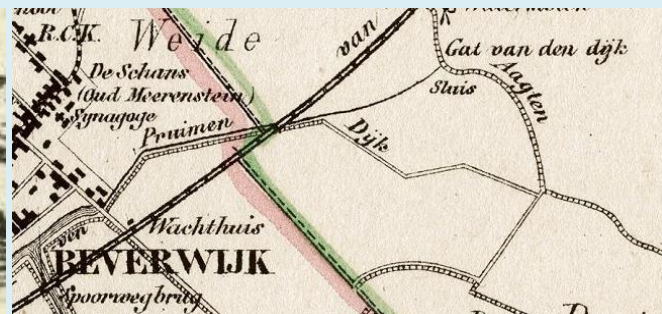 R.C.K.
Weide
van
Gat van den dijk
De Schans
(Oud Meerenstein)
Synagoge
Sluis
Aagten
Pruimen
Dijk
Wachthuis
BEVERWIJK
Spoorwegbrug